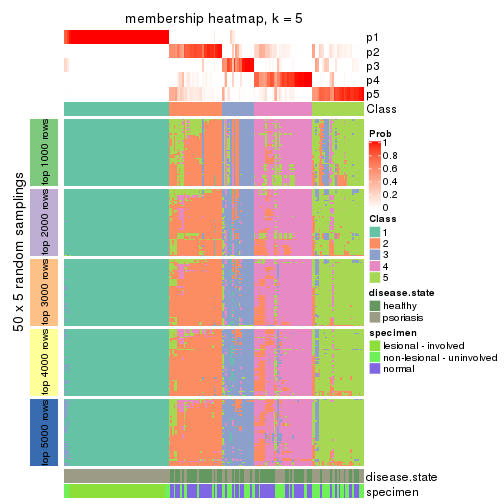 membership heatmap, k = 5
p1
p2
p3
p4
p5
Class
50 x 5 random samplings
top 1000 rows
top 2000 rows
top 3000 rows
top 4000 rows
top 5000 rows
Prob
1
0.8
0.6
0.4
0.2
0
Class
1
2
3
4
5
disease.state
healthy
psoriasis
specimen
lesional - involved
non-lesional - uninvolved
normal
disease.state
specimen